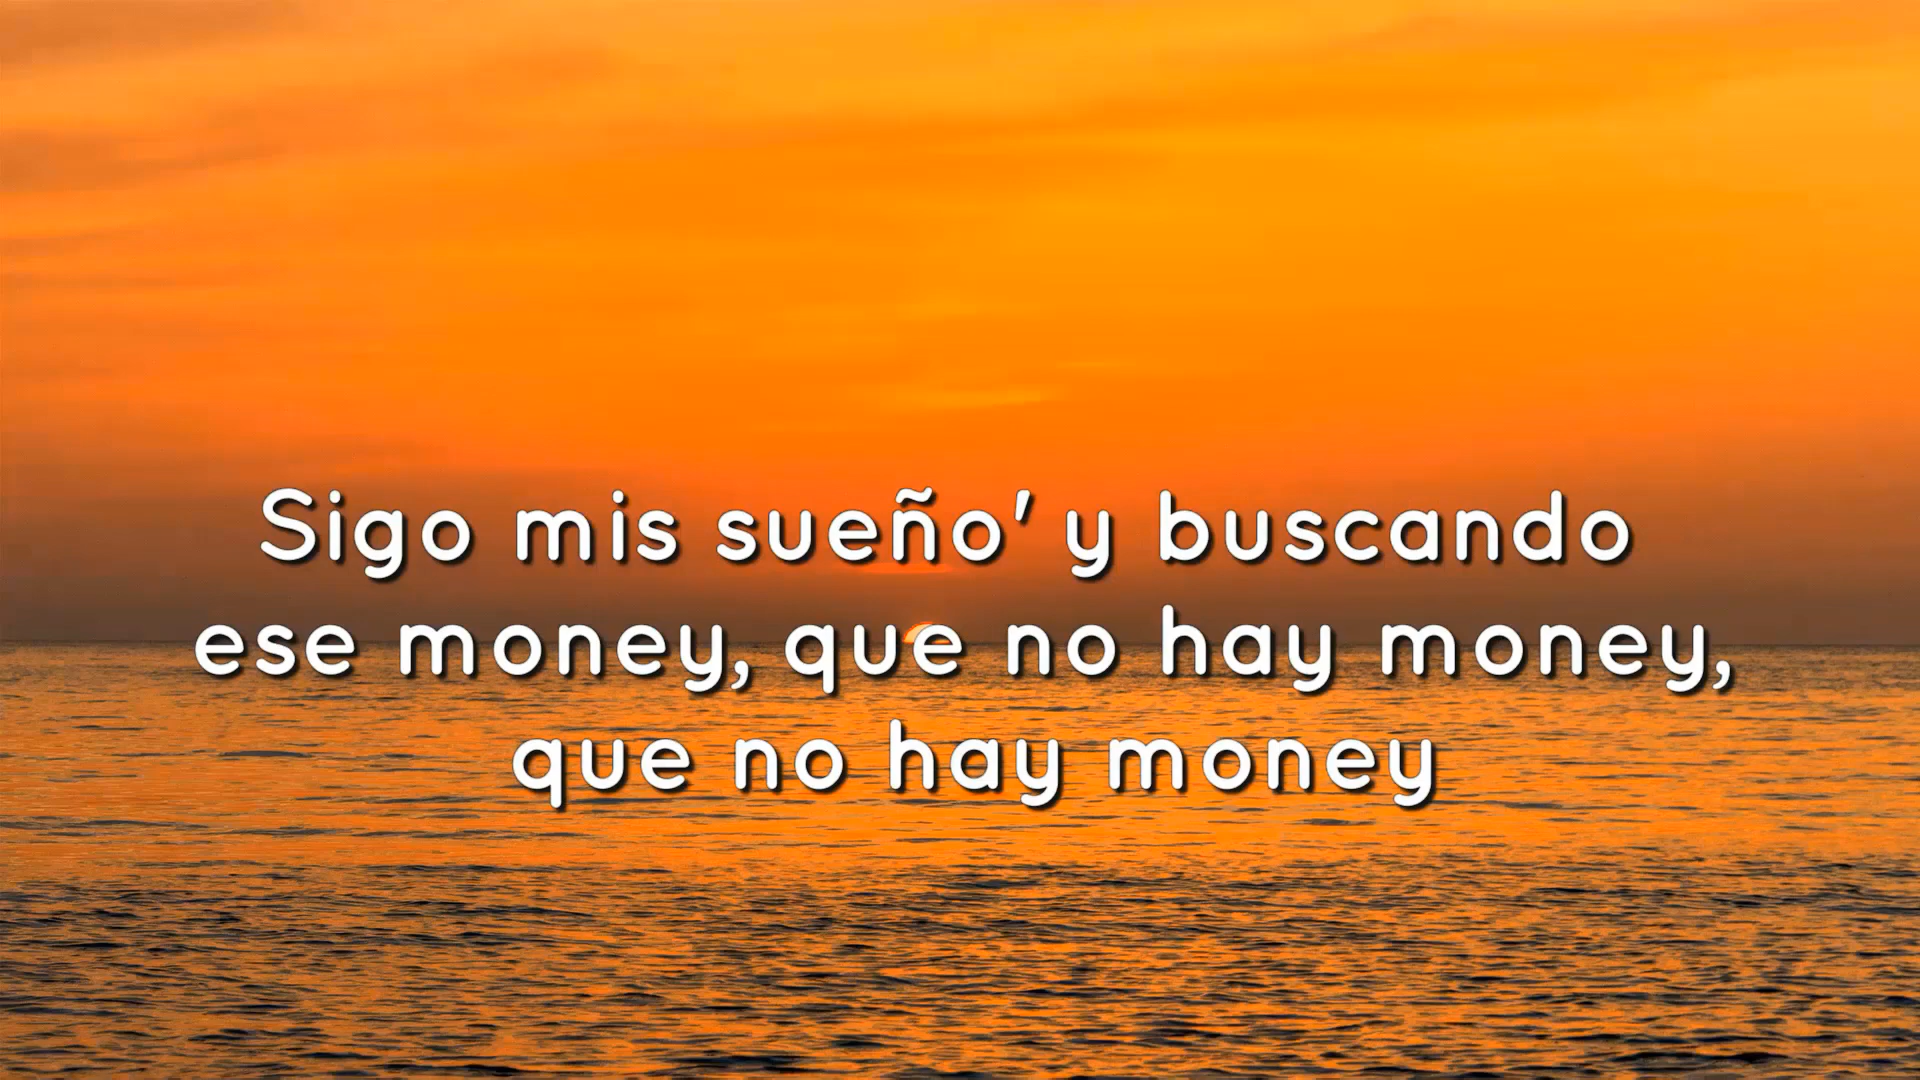 Sigo mis sueño' y buscando
ese money, que no hay money,
que no hay money